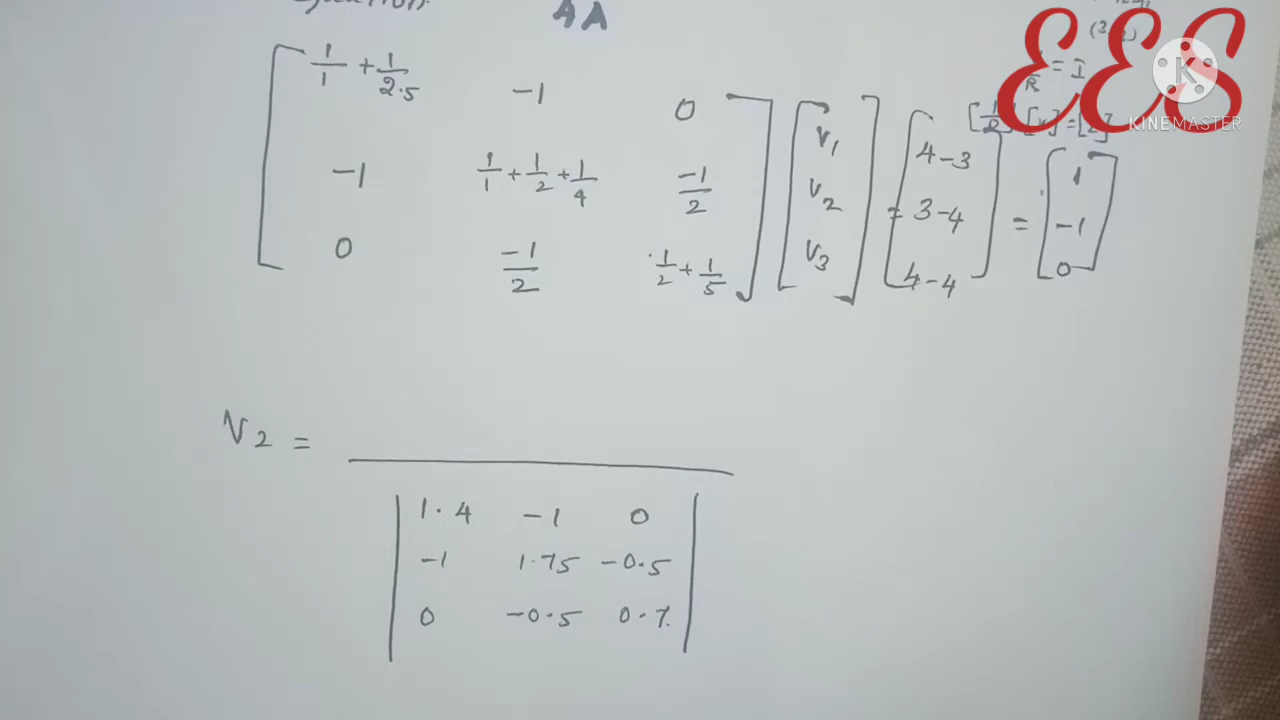 4A
EES
KINEMASTER
1/1 + 1/2.5 -1 0
-1 1/1 + 1/2 + 1/4 -1/2
0 -1/2 1/2 + 1/5
V1
V2
V3
=
4-3
3-4
4-4
=
1
-1
0
V2 =
1.4 -1 0
-1 1.75 -0.5
0 -0.5 0.7